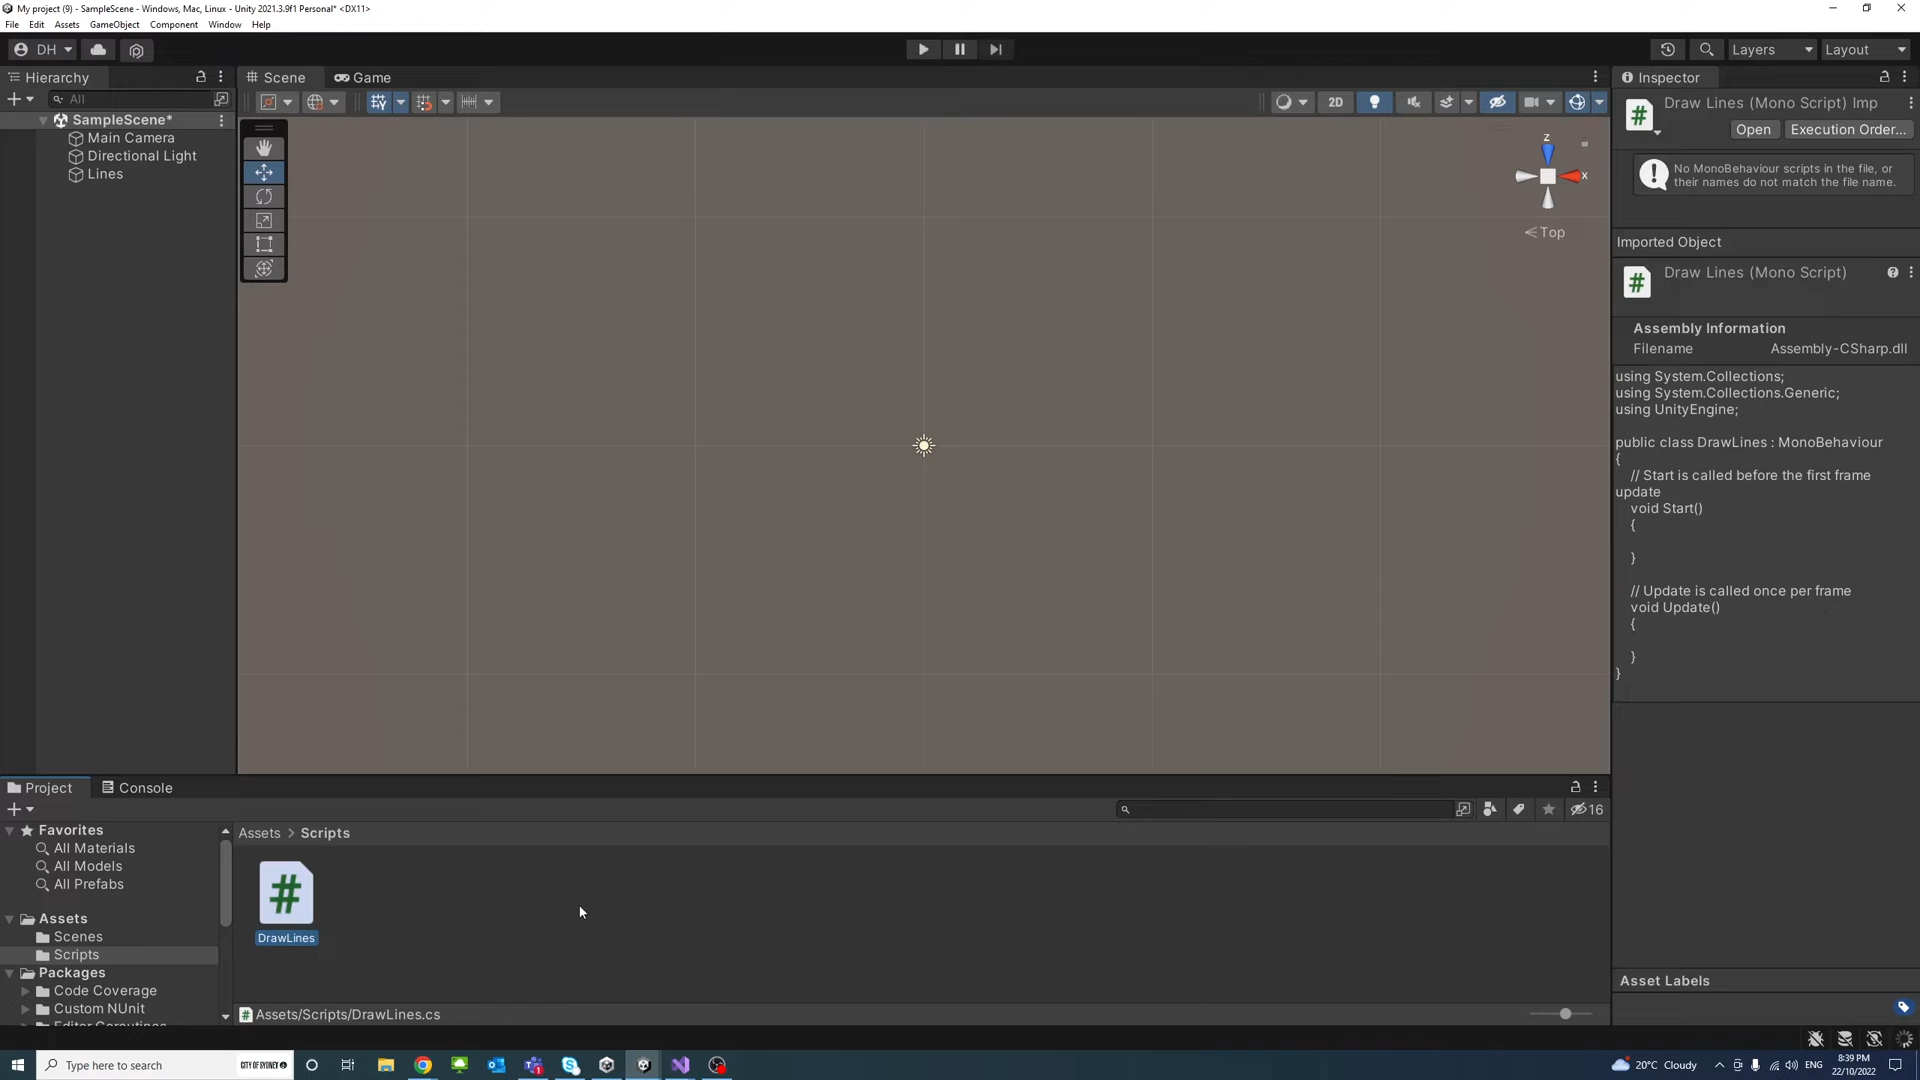 My project (9) - SampleScene - Windows, Mac, Linux - Unity 2021.3.9f1 Personal* <DX11>
File Edit Assets GameObject Component Window Help
DH
Layers Layout
Hierarchy
Scene
Game
Inspector
All
2D
SampleScene*
Main Camera
Directional Light
Lines
z
x
Top
Draw Lines (Mono Script) Imp
Open
Execution Order...
No MonoBehaviour scripts in the file, or
their names do not match the file name.
Imported Object
Draw Lines (Mono Script)
Assembly Information
Filename Assembly-CSharp.dll
using System.Collections;
using System.Collections.Generic;
using UnityEngine;
public class DrawLines : MonoBehaviour
{
// Start is called before the first frame
update
void Start()
{
}
// Update is called once per frame
void Update()
{
}
}
Project
Console
16
Favorites
All Materials
All Models
All Prefabs
Assets
Scenes
Scripts
Packages
Code Coverage
Custom NUnit
Editor Coroutines
Assets > Scripts
#
DrawLines
Assets/Scripts/DrawLines.cs
Asset Labels
Type here to search
CITY OF SYDNEY
20°C Cloudy
ENG
8:39 PM
22/10/2022